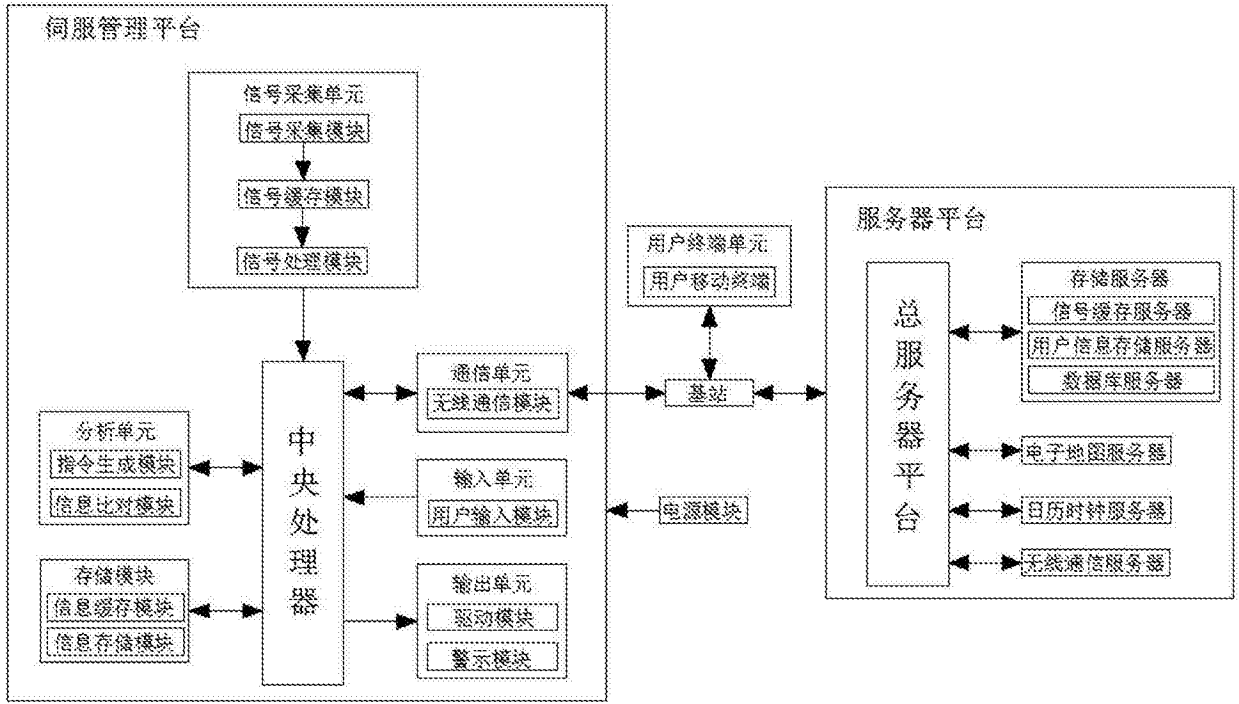 伺服管理平台
信号采集单元
信号采集模块
信号缓存模块
信号处理模块
中央处理器
分析单元
指令生成模块
信息比对模块
存储模块
信息缓存模块
信息存储模块
通信单元
无线通信模块
输入单元
用户输入模块
输出单元
驱动模块
警示模块
用户终端单元
用户移动终端
基站
电源模块
服务器平台
总服务器平台
存储服务器
信号缓存服务器
用户信息存储服务器
数据库服务器
电子地图服务器
日历时钟服务器
无线通信服务器